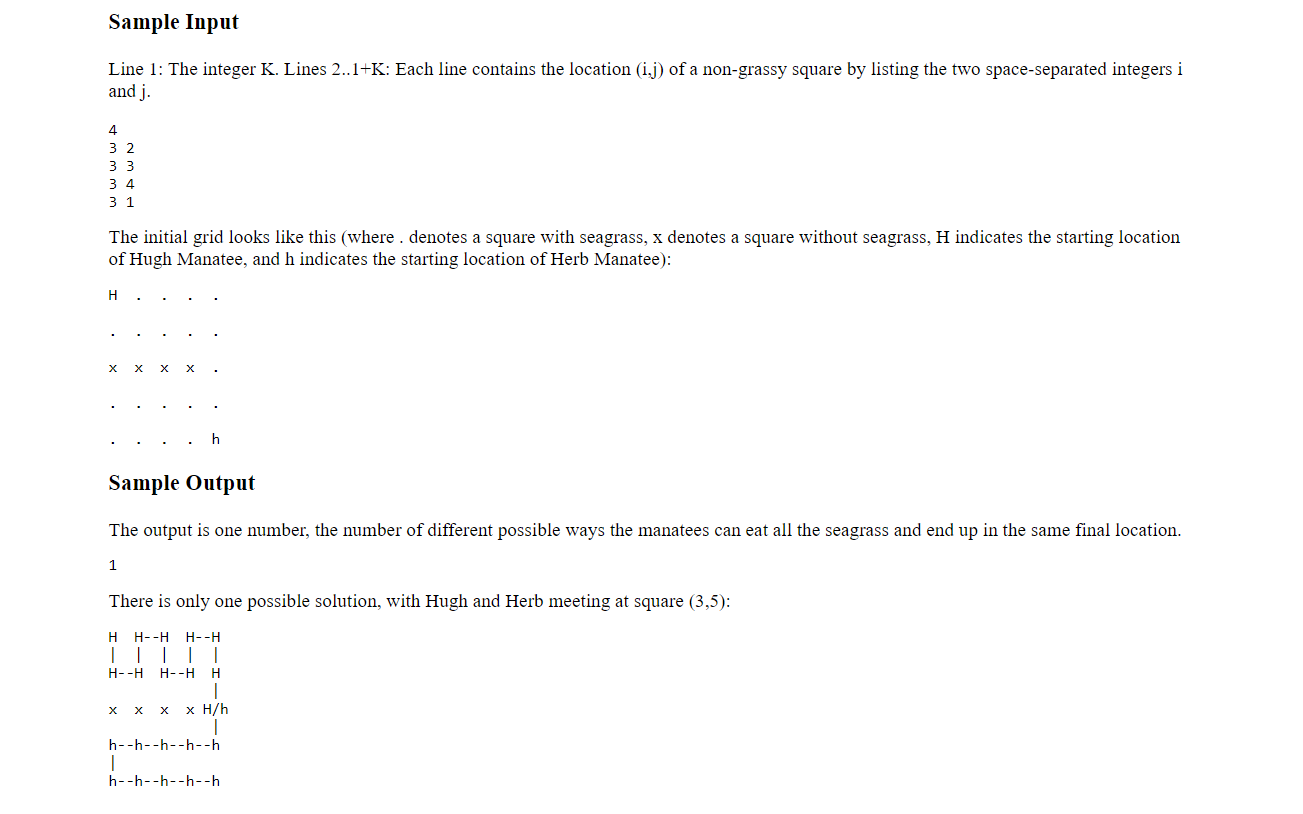 Sample Input
Line 1: The integer K. Lines 2..1+K: Each line contains the location (i,j) of a non-grassy square by listing the two space-separated integers i
and j.
4
3 2
3 3
3 4
3 1
The initial grid looks like this (where . denotes a square with seagrass, x denotes a square without seagrass, H indicates the starting location
of Hugh Manatee, and h indicates the starting location of Herb Manatee):
H  .  .  .  .
.  .  .  .  .
x  x  x  x  .
.  .  .  .  .
.  .  .  .  h
Sample Output
The output is one number, the number of different possible ways the manatees can eat all the seagrass and end up in the same final location.
1
There is only one possible solution, with Hugh and Herb meeting at square (3,5):
H  H--H  H--H
|  |  |  |  |
H--H  H--H  H
            |
x  x  x  x H/h
            |
h--h--h--h--h
|
h--h--h--h--h